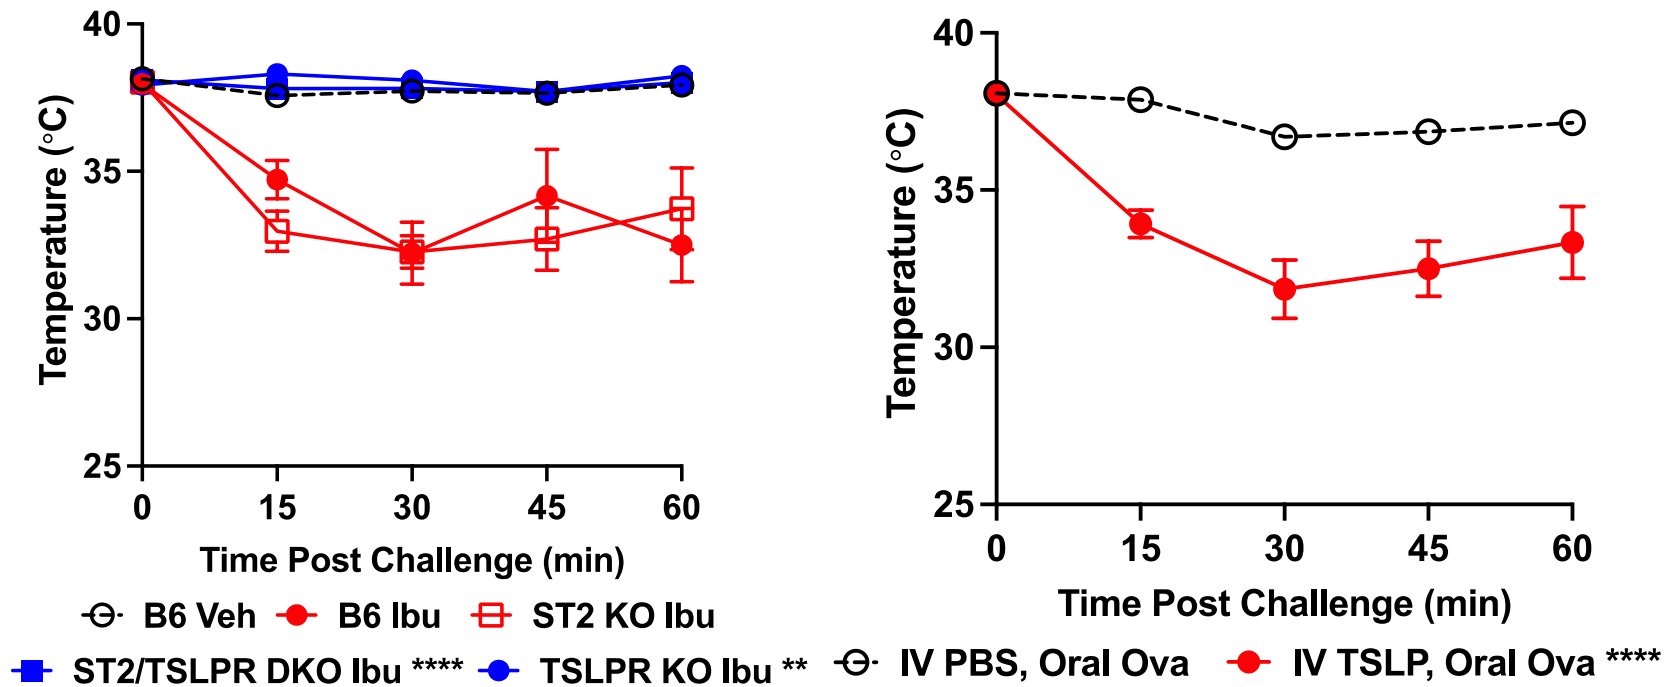 40
35
30
25
Temperature (°C)
0 15 30 45 60
Time Post Challenge (min)
B6 Veh B6 Ibu ST2 KO Ibu
ST2/TSLPR DKO Ibu **** TSLPR KO Ibu **
40
35
30
25
Temperature (°C)
0 15 30 45 60
Time Post Challenge (min)
IV PBS, Oral Ova IV TSLP, Oral Ova ****